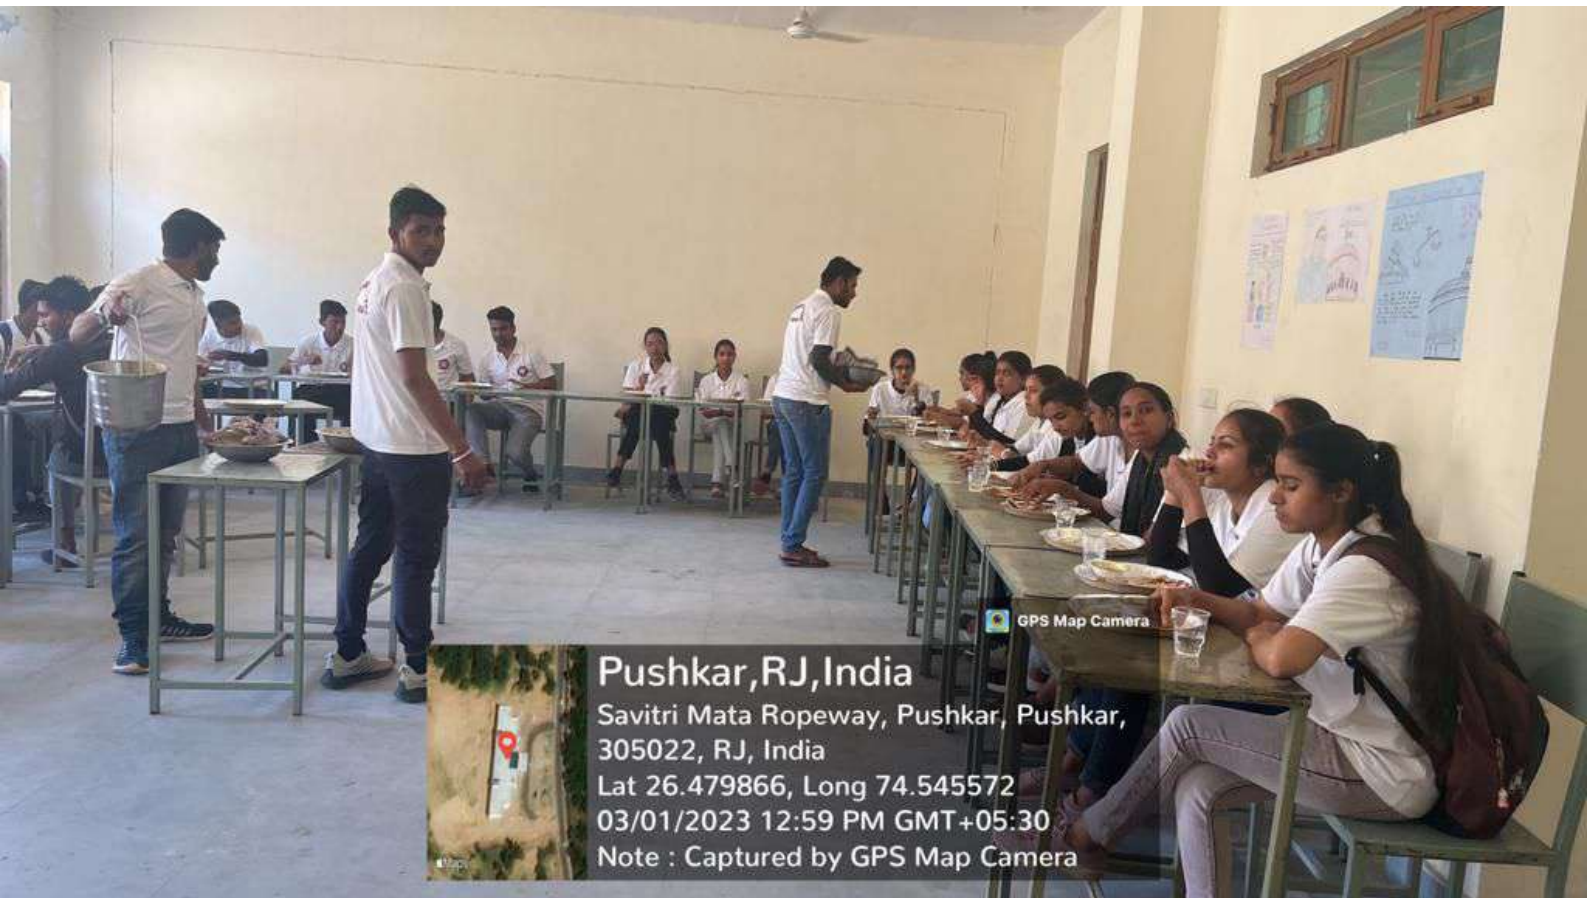 GPS Map Camera
Pushkar,RJ,India
Savitri Mata Ropeway, Pushkar, Pushkar,
305022, RJ, India
Lat 26.479866, Long 74.545572
03/01/2023 12:59 PM GMT+05:30
Note : Captured by GPS Map Camera